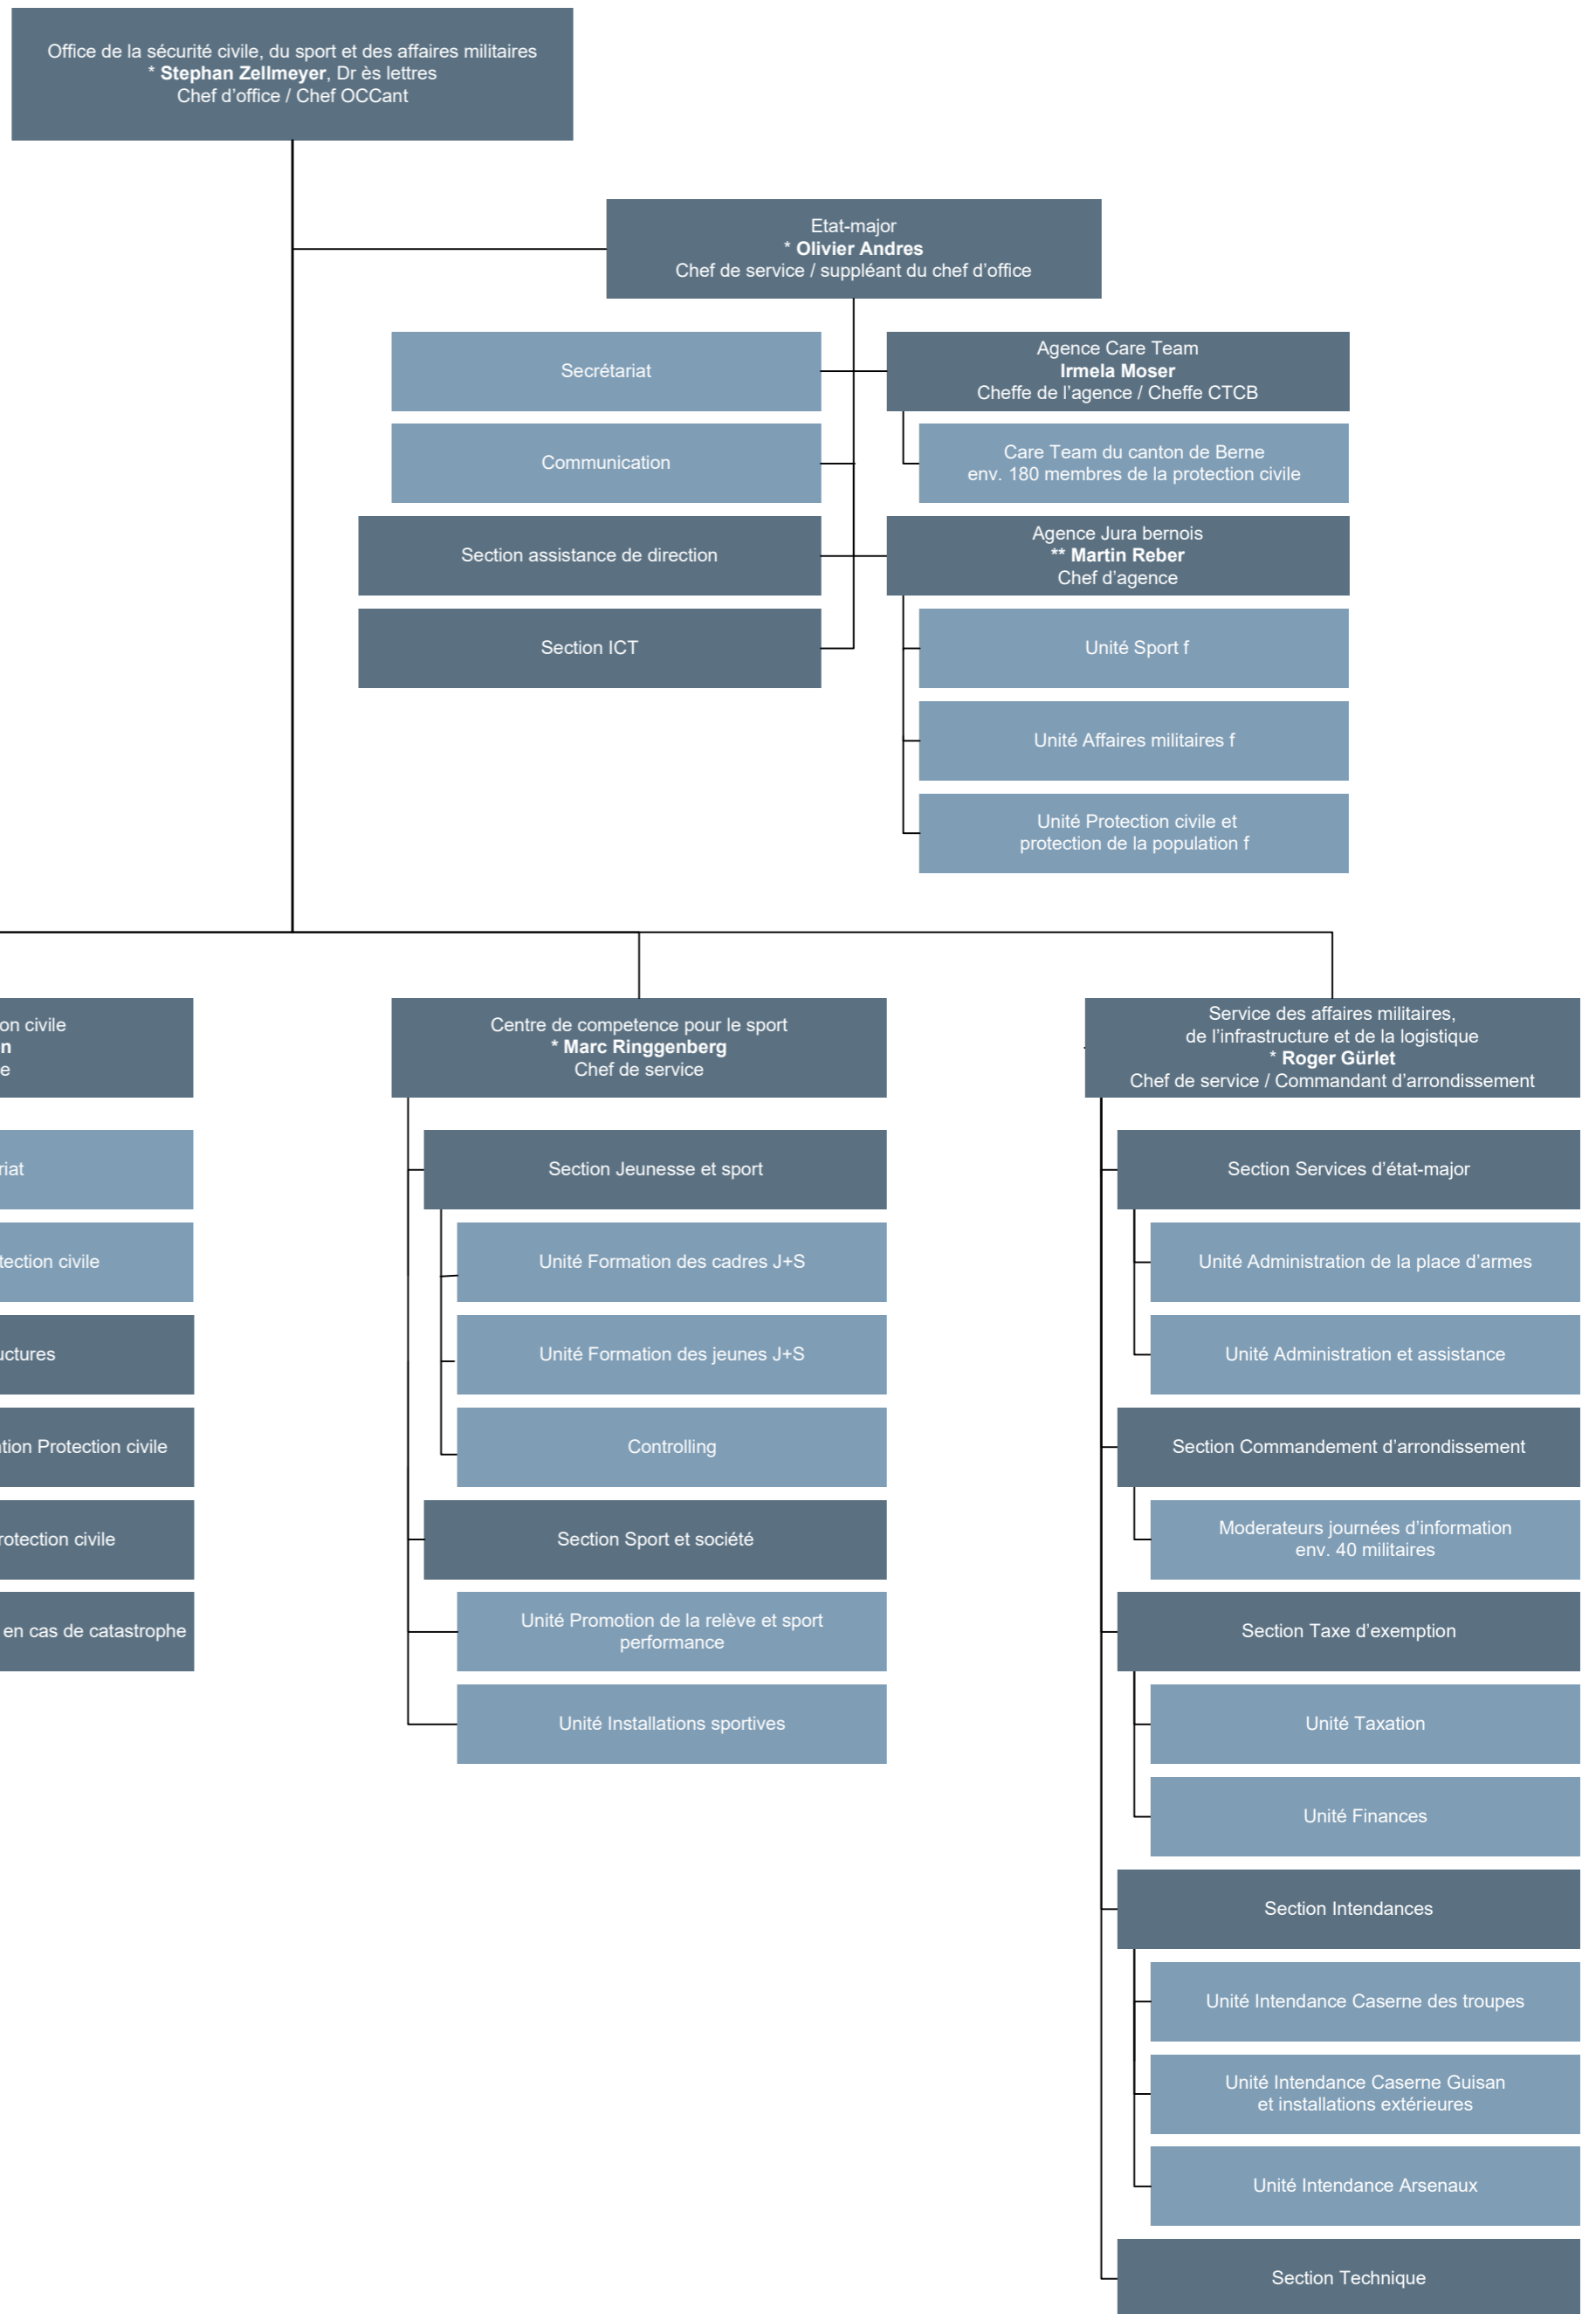 Office de la sécurité civile, du sport et des affaires militaires
* Stephan Zellmeyer, Dr ès lettres
Chef d’office / Chef OCCant
Etat-major
* Olivier Andres
Chef de service / suppléant du chef d’office
Secrétariat
Communication
Section assistance de direction
Section ICT
Agence Care Team
Irmela Moser
Cheffe de l’agence / Cheffe CTCB
Care Team du canton de Berne
env. 180 membres de la protection civile
Agence Jura bernois
** Martin Reber
Chef d’agence
Unité Sport f
Unité Affaires militaires f
Unité Protection civile et
protection de la population f
on civile
n
e
riat
tection civile
uctures
tion Protection civile
rotection civile
en cas de catastrophe
Centre de competence pour le sport
* Marc Ringgenberg
Chef de service
Section Jeunesse et sport
Unité Formation des cadres J+S
Unité Formation des jeunes J+S
Controlling
Section Sport et société
Unité Promotion de la relève et sport
performance
Unité Installations sportives
Service des affaires militaires,
de l’infrastructure et de la logistique
* Roger Gürlet
Chef de service / Commandant d’arrondissement
Section Services d’état-major
Unité Administration de la place d’armes
Unité Administration et assistance
Section Commandement d’arrondissement
Moderateurs journées d’information
env. 40 militaires
Section Taxe d’exemption
Unité Taxation
Unité Finances
Section Intendances
Unité Intendance Caserne des troupes
Unité Intendance Caserne Guisan
et installations extérieures
Unité Intendance Arsenaux
Section Technique